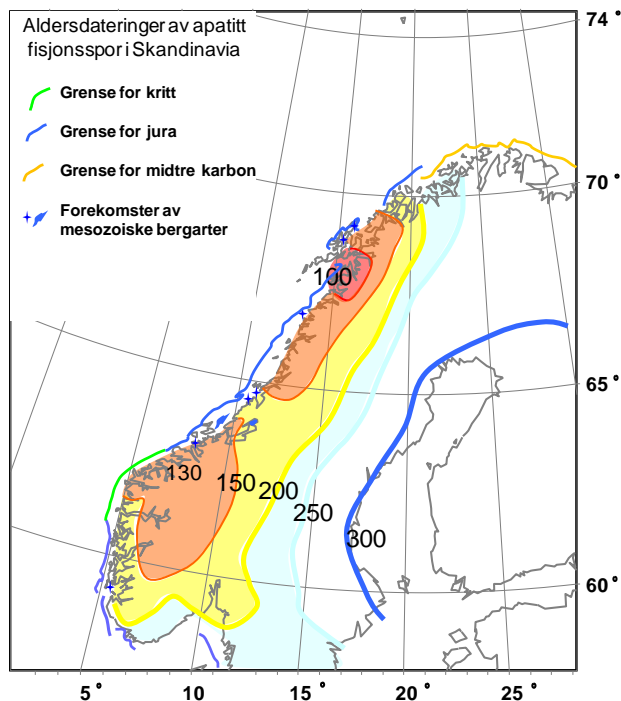 Aldersdateringer av apatitt
fisjonsspor i Skandinavia
Grense for kritt
Grense for jura
Grense for midtre karbon
Forekomster av
mesozoiske bergarter
74°
70°
65°
60°
100
130
150
200
250
300
5°
10
15°
20°
25°